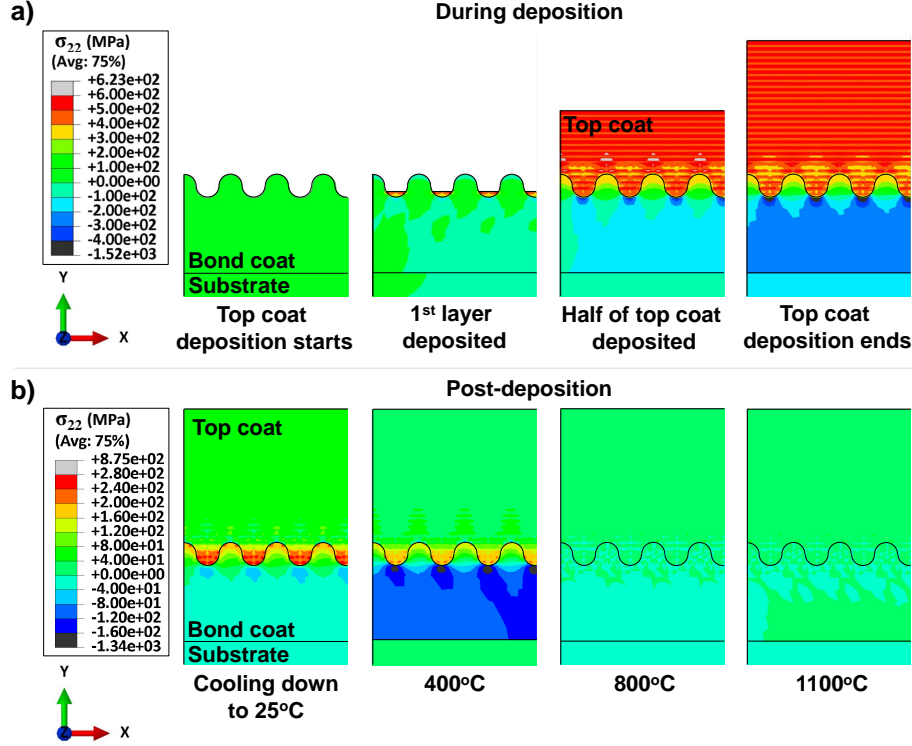 a)
During deposition
σ22 (MPa)
(Avg: 75%)
+6.23e+02
+6.00e+02
+5.00e+02
+4.00e+02
+3.00e+02
+2.00e+02
+1.00e+02
+0.00e+00
-1.00e+02
-2.00e+02
-3.00e+02
-4.00e+02
-1.52e+03
Y
Z
X
Bond coat
Substrate
Top coat
Top coat
deposition starts
1st layer
deposited
Half of top coat
deposited
Top coat
deposition ends
b)
Post-deposition
σ22 (MPa)
(Avg: 75%)
+8.75e+02
+2.80e+02
+2.40e+02
+2.00e+02
+1.60e+02
+1.20e+02
+8.00e+01
+4.00e+01
+0.00e+00
-4.00e+01
-8.00e+01
-1.20e+02
-1.60e+02
-1.34e+03
Y
Z
X
Top coat
Bond coat
Substrate
Cooling down
to 25°C
400°C
800°C
1100°C